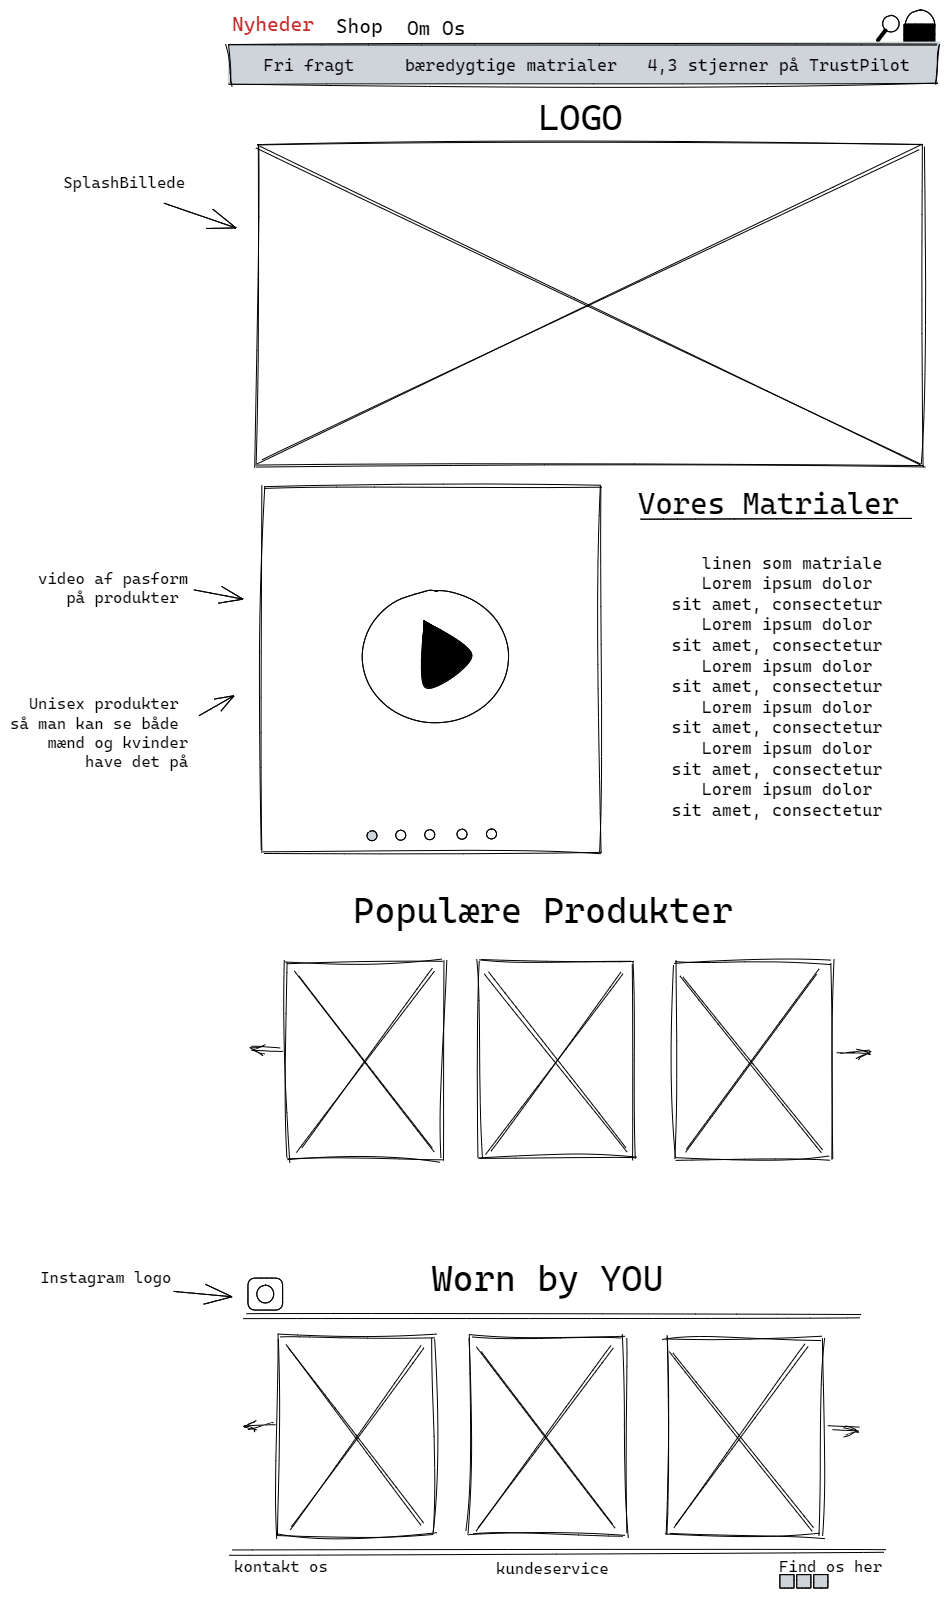 Nyheder Shop Om Os
Fri fragt bæredygtige matrialer 4,3 stjerner på TrustPilot
LOGO
SplashBillede
Vores Matrialer
video af pasform
på produkter
Unisex produkter
så man kan se både
mænd og kvinder
have det på
linen som matriale
Lorem ipsum dolor
sit amet, consectetur
Lorem ipsum dolor
sit amet, consectetur
Lorem ipsum dolor
sit amet, consectetur
Lorem ipsum dolor
sit amet, consectetur
Lorem ipsum dolor
sit amet, consectetur
Lorem ipsum dolor
sit amet, consectetur
Populære Produkter
Instagram logo
Worn by YOU
kontakt os kundeservice Find os her